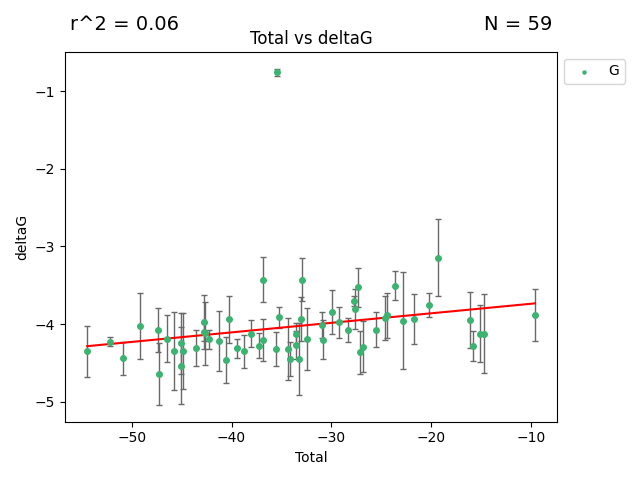 r^2 = 0.06
N = 59
Total vs deltaG
G
−1
−2
−3
−4
−5
deltaG
−50 −40 −30 −20 −10
Total